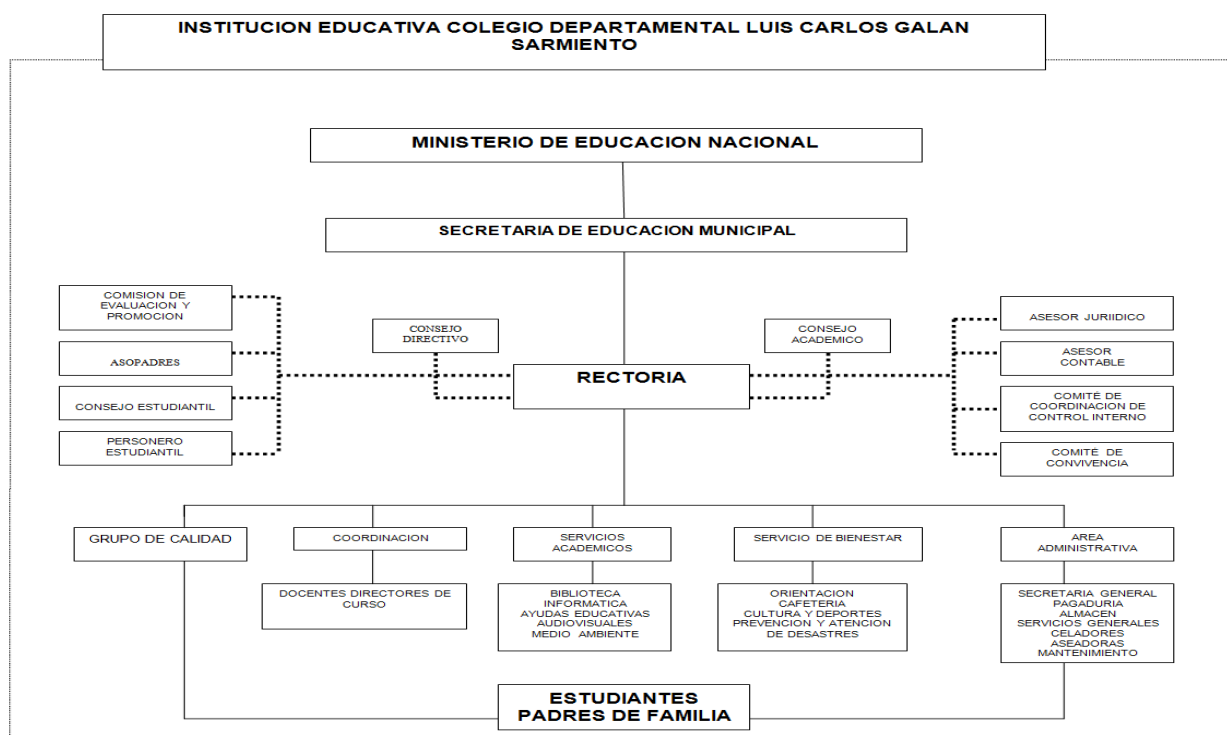 INSTITUCION EDUCATIVA COLEGIO DEPARTAMENTAL LUIS CARLOS GALAN
SARMIENTO
MINISTERIO DE EDUCACION NACIONAL
SECRETARIA DE EDUCACION MUNICIPAL
COMISION DE
EVALUACION Y
PROMOCION
ASOPADRES
CONSEJO ESTUDIANTIL
PERSONERO
ESTUDIANTIL
CONSEJO
DIRECTIVO
CONSEJO
ACADEMICO
RECTORIA
ASESOR JURIIDICO
ASESOR
CONTABLE
COMITÉ DE
COORDINACION DE
CONTROL INTERNO
COMITÉ DE
CONVIVENCIA
GRUPO DE CALIDAD
COORDINACION
SERVICIOS
ACADEMICOS
SERVICIO DE BIENESTAR
AREA
ADMINISTRATIVA
DOCENTES DIRECTORES DE
CURSO
BIBLIOTECA
INFORMATICA
AYUDAS EDUCATIVAS
AUDIOVISUALES
MEDIO AMBIENTE
ORIENTACION
CAFETERIA
CULTURA Y DEPORTES
PREVENCION Y ATENCION
DE DESASTRES
SECRETARIA GENERAL
PAGADURIA
ALMACEN
SERVICIOS GENERALES
CELADORES
ASEADORAS
MANTENIMIENTO
ESTUDIANTES
PADRES DE FAMILIA